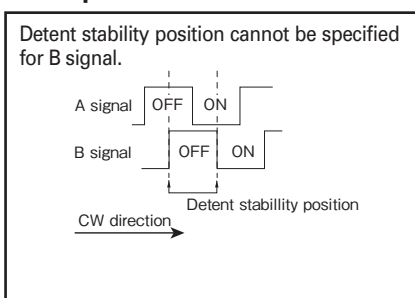 Detent stability position cannot be specified
for B signal.
A signal OFF ON
B signal OFF ON
Detent stabillity position
CW direction